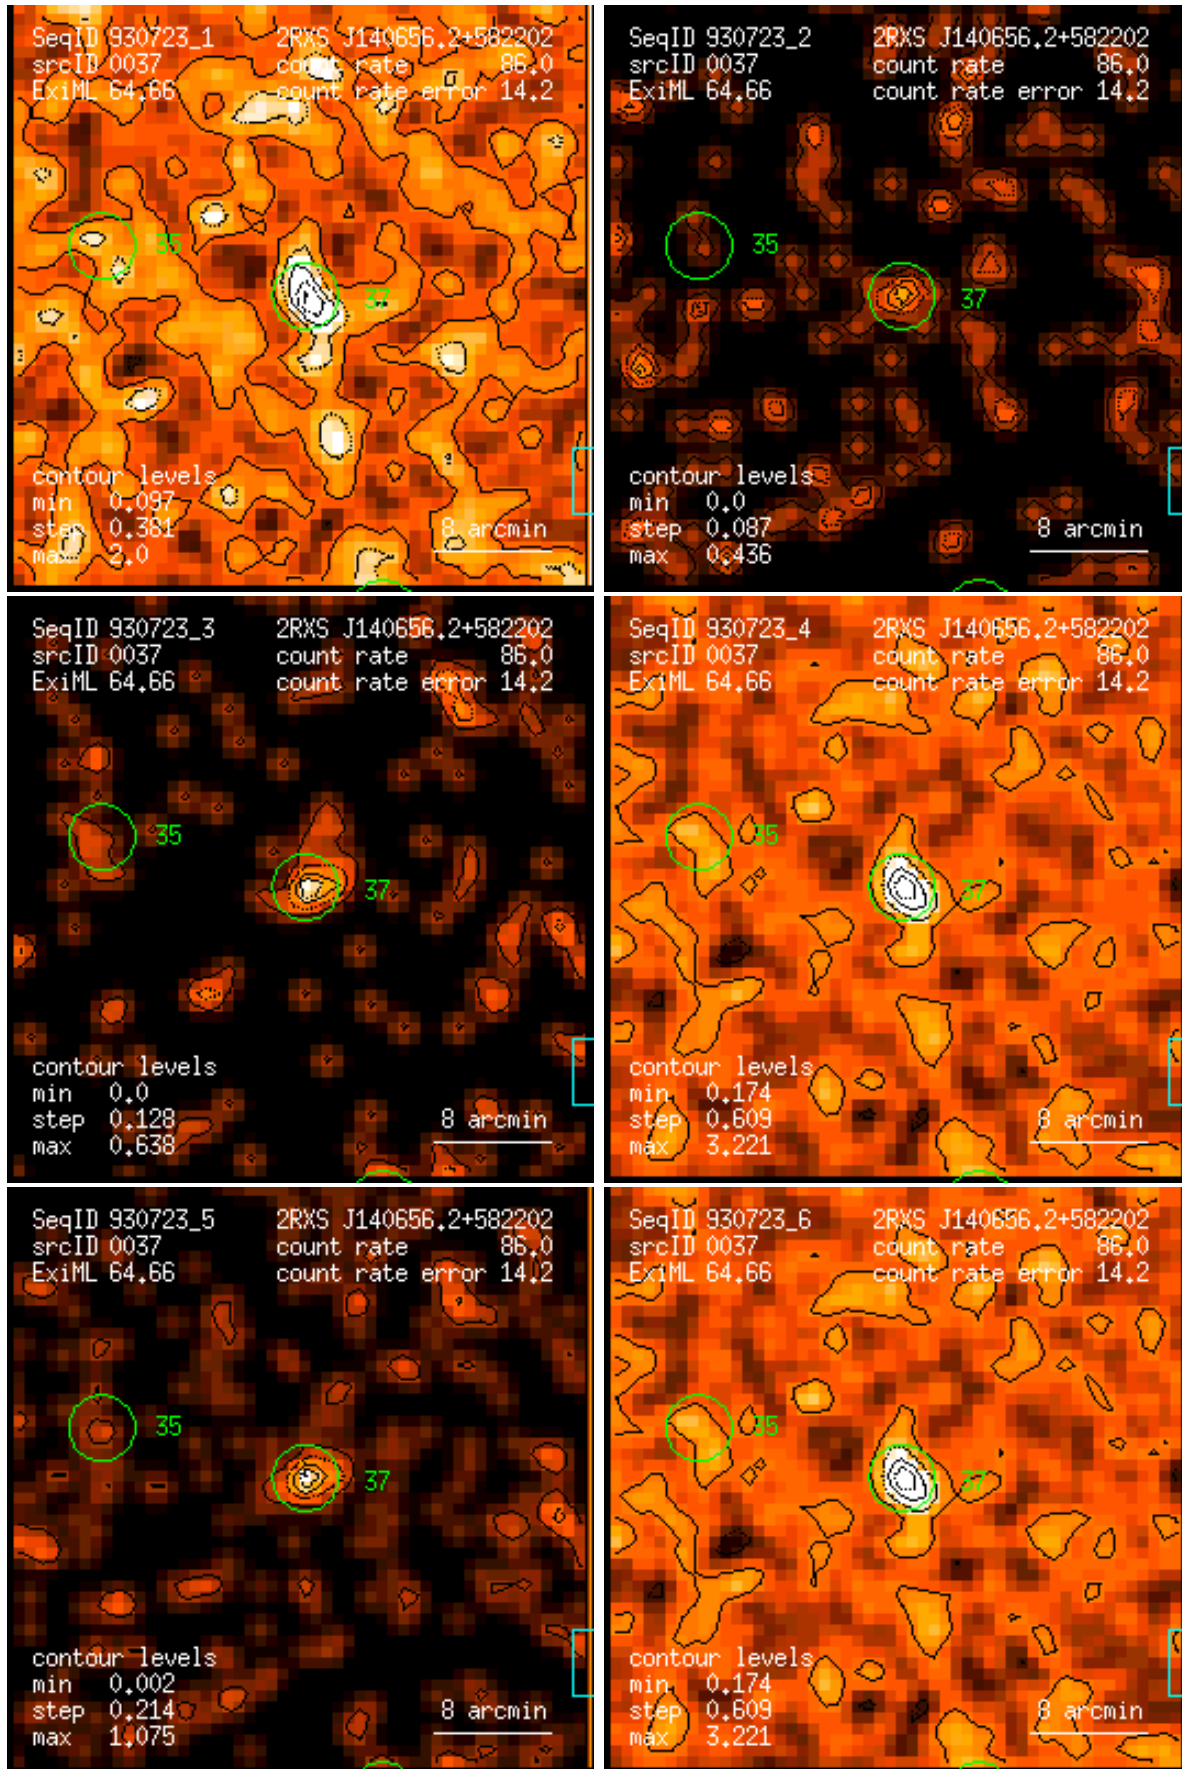 SeqID 930723_1 2RXS J140656.2+582202
srcID 0037 count rate 86.0
ExiML 64.66 count rate error 14.2
35
37
contour levels
min 0.097
step 0.381 8 arcmin
max 2.0
SeqID 930723_2 2RXS J140656.2+582202
srcID 0037 count rate 86.0
ExiML 64.66 count rate error 14.2
35
37
contour levels
min 0.0
step 0.087 8 arcmin
max 0.436
SeqID 930723_3 2RXS J140656.2+582202
srcID 0037 count rate 86.0
ExiML 64.66 count rate error 14.2
35
37
contour levels
min 0.0
step 0.128 8 arcmin
max 0.638
SeqID 930723_4 2RXS J140656.2+582202
srcID 0037 count rate 86.0
ExiML 64.66 count rate error 14.2
35
37
contour levels
min 0.174
step 0.609 8 arcmin
max 3.221
SeqID 930723_5 2RXS J140656.2+582202
srcID 0037 count rate 86.0
ExiML 64.66 count rate error 14.2
35
37
contour levels
min 0.002
step 0.214 8 arcmin
max 1.075
SeqID 930723_6 2RXS J140656.2+582202
srcID 0037 count rate 86.0
ExiML 64.66 count rate error 14.2
35
37
contour levels
min 0.174
step 0.609 8 arcmin
max 3.221